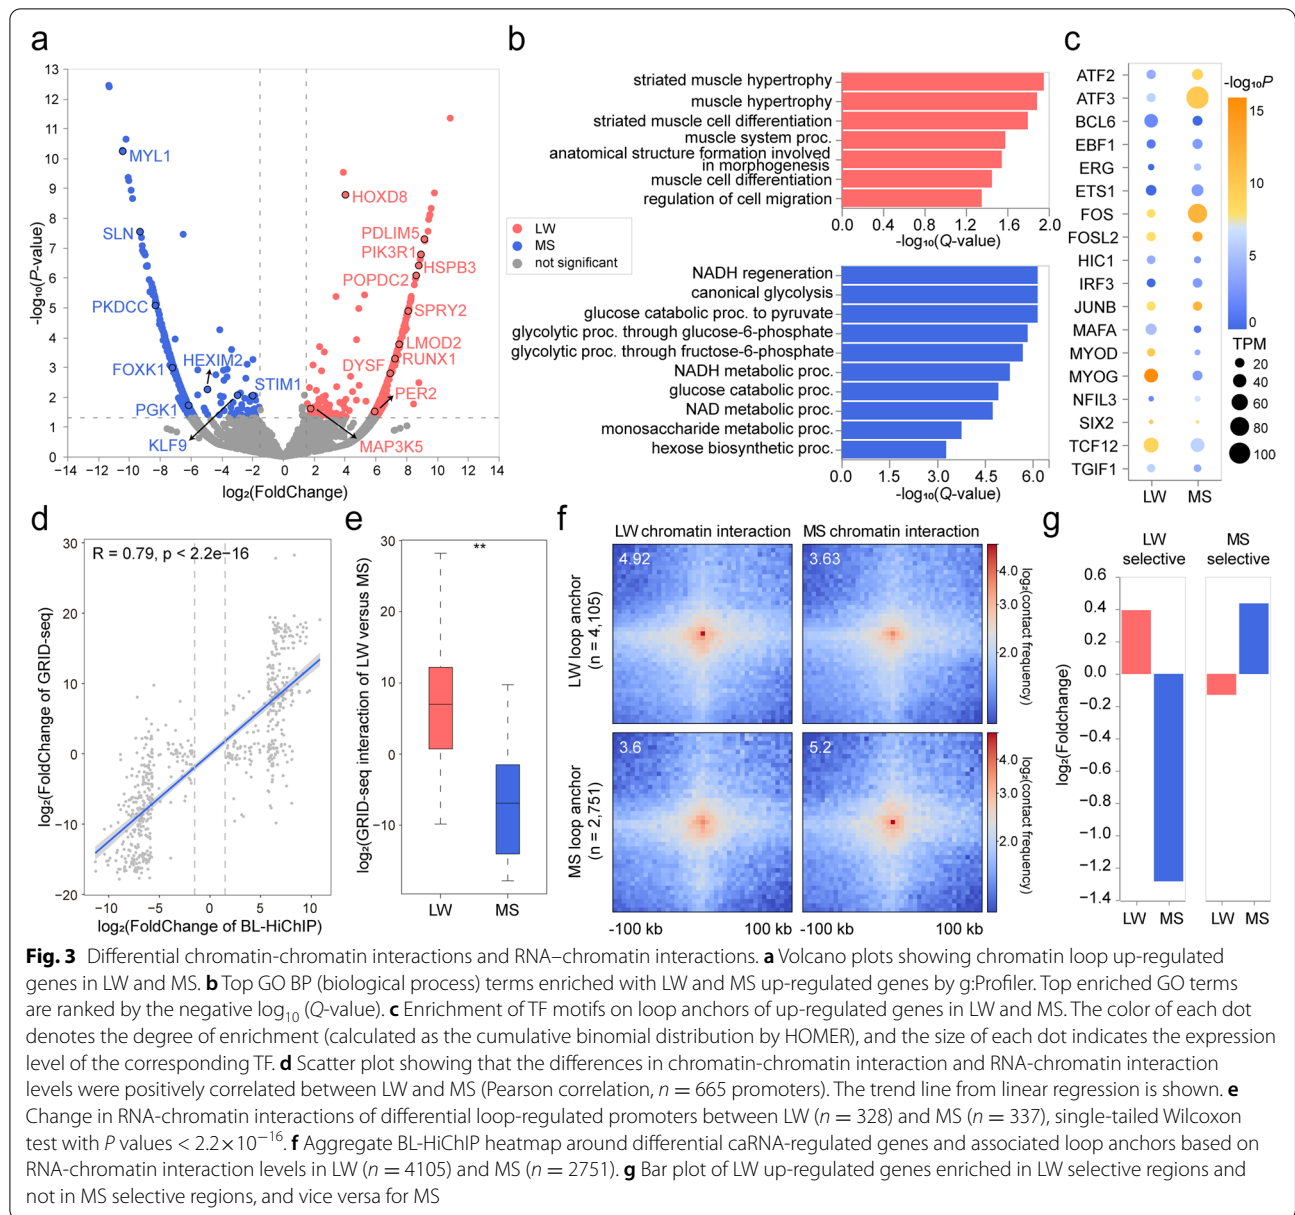 a
13
12
11
10
9
8
7
6
5
4
3
2
1
0
-log₁₀(P-value)
−14
−12
−10
−8
−6
−4
−2
0
2
4
6
8
10
12
14
log₂(FoldChange)
MYL1
SLN
PKDCC
FOXK1
HEXIM2
STIM1
PGK1
KLF9
HOXD8
PDLIM5
PIK3R1
HSPB3
POPDC2
SPRY2
LMOD2
DYSF
RUNX1
PER2
MAP3K5
LW
MS
not significant
b
striated muscle hypertrophy
muscle hypertrophy
striated muscle cell differentiation
muscle system proc.
anatomical structure formation involved
in morphogenesis
muscle cell differentiation
regulation of cell migration
0.0 0.4 0.8 1.2 1.6 2.0
-log₁₀(Q-value)
NADH regeneration
canonical glycolysis
glucose catabolic proc. to pyruvate
glycolytic proc. through glucose-6-phosphate
glycolytic proc. through fructose-6-phosphate
NADH metabolic proc.
glucose catabolic proc.
NAD metabolic proc.
monosaccharide metabolic proc.
hexose biosynthetic proc.
0.0 1.5 3.0 4.5 6.0
-log₁₀(Q-value)
c
ATF2
ATF3
BCL6
EBF1
ERG
ETS1
FOS
FOSL2
HIC1
IRF3
JUNB
MAFA
MYOD
MYOG
NFIL3
SIX2
TCF12
TGIF1
LW MS
-log₁₀P
15
10
5
0
TPM
20
40
60
80
100
d
R = 0.79, p < 2.2e−16
30
20
10
0
−10
−20
log₂(FoldChange of GRID-seq)
−10 −5 0 5 10
log₂(FoldChange of BL-HiChIP)
e
**
30
20
10
0
−10
log₂(GRID-seq interaction of LW versus MS)
LW MS
f
LW chromatin interaction MS chromatin interaction
LW loop anchor
(n = 4,105)
4.92
3.63
4.0
2.0
log₂(contact frequency)
MS loop anchor
(n = 2,751)
3.6
5.2
4.0
2.0
log₂(contact frequency)
-100 kb 100 kb -100 kb 100 kb
g
LW
selective
MS
selective
0.6
0.4
0.2
0.0
−0.2
−0.4
−0.6
−0.8
−1.0
−1.2
−1.4
log₂(Foldchange)
LW MS LW MS
Fig. 3 Differential chromatin-chromatin interactions and RNA–chromatin interactions. a Volcano plots showing chromatin loop up-regulated
genes in LW and MS. b Top GO BP (biological process) terms enriched with LW and MS up-regulated genes by g:Profiler. Top enriched GO terms
are ranked by the negative log₁₀ (Q-value). c Enrichment of TF motifs on loop anchors of up-regulated genes in LW and MS. The color of each dot
denotes the degree of enrichment (calculated as the cumulative binomial distribution by HOMER), and the size of each dot indicates the expression
level of the corresponding TF. d Scatter plot showing that the differences in chromatin-chromatin interaction and RNA-chromatin interaction
levels were positively correlated between LW and MS (Pearson correlation, n = 665 promoters). The trend line from linear regression is shown. e
Change in RNA-chromatin interactions of differential loop-regulated promoters between LW (n = 328) and MS (n = 337), single-tailed Wilcoxon
test with P values < 2.2×10⁻¹⁶. f Aggregate BL-HiChIP heatmap around differential caRNA-regulated genes and associated loop anchors based on
RNA-chromatin interaction levels in LW (n = 4105) and MS (n = 2751). g Bar plot of LW up-regulated genes enriched in LW selective regions and
not in MS selective regions, and vice versa for MS